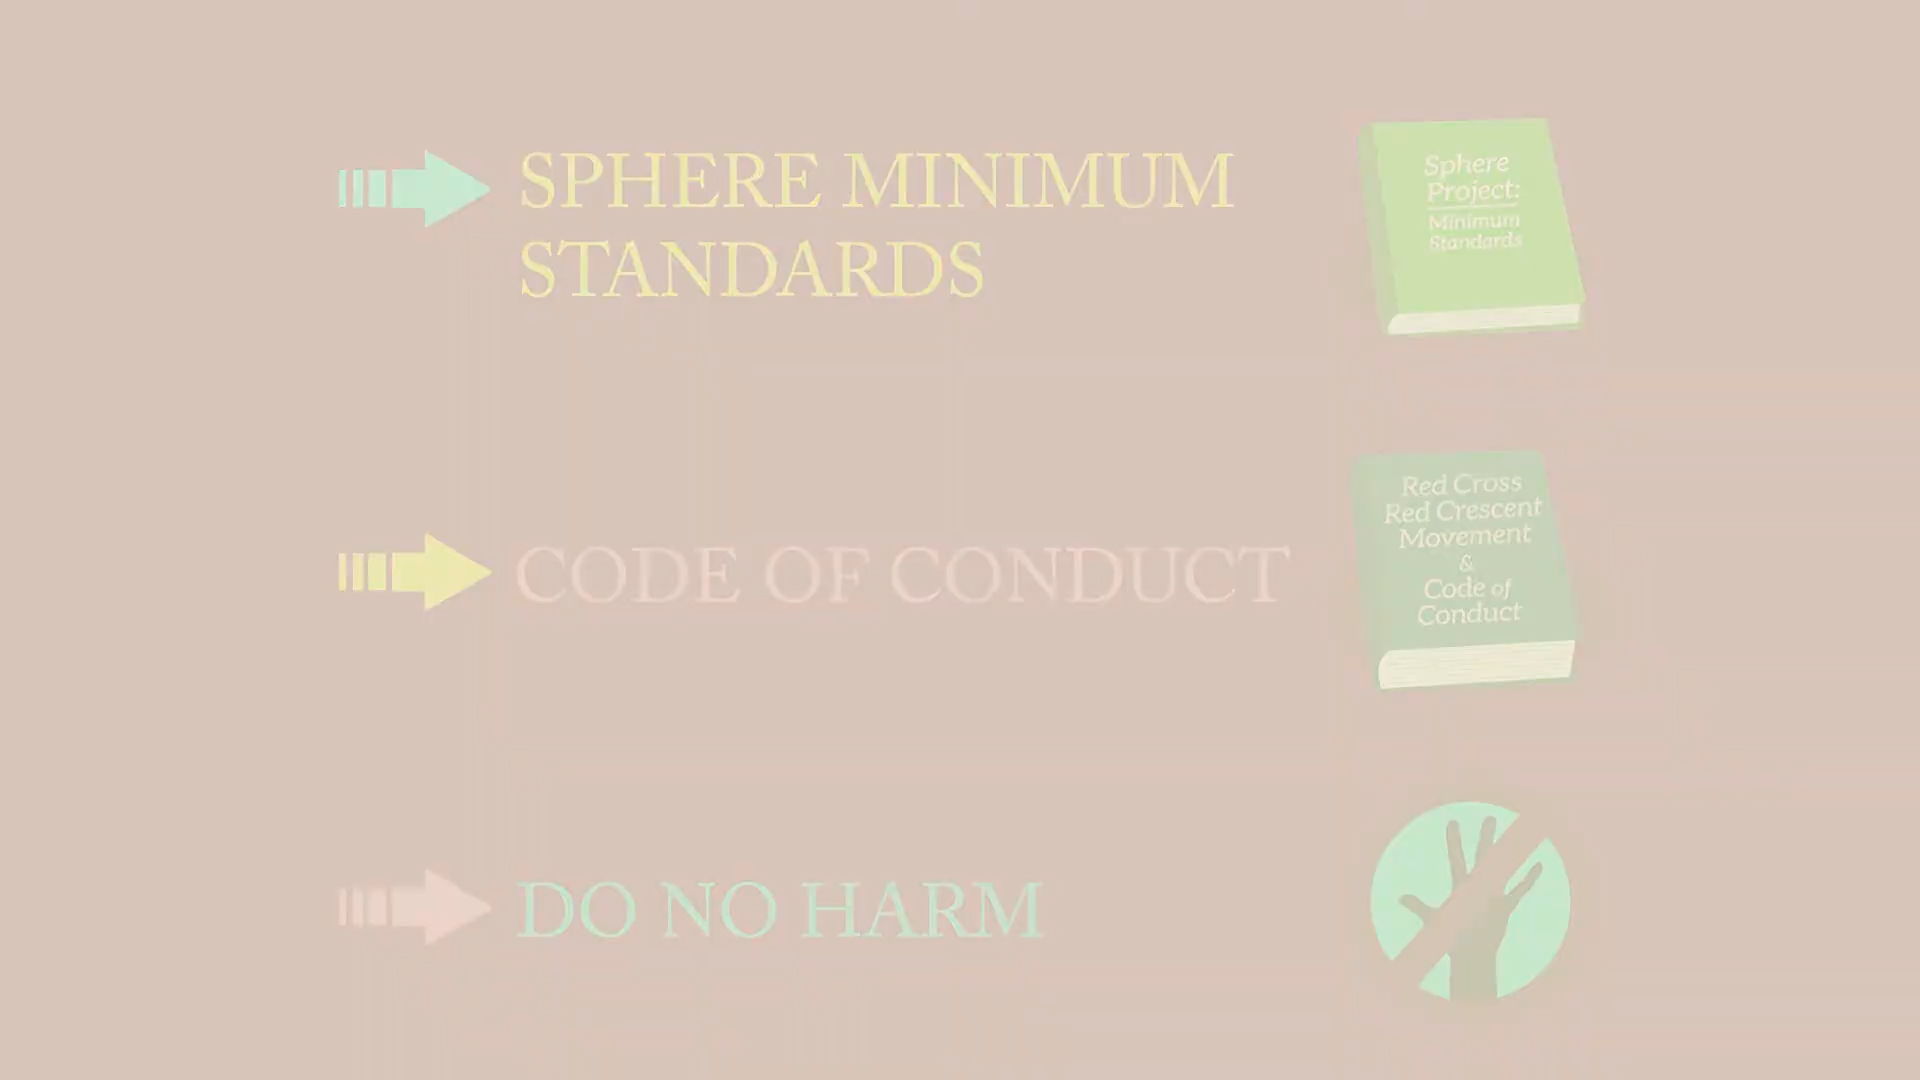 SPHERE MINIMUM
STANDARDS
Sphere
Project:
Minimum
Standards
CODE OF CONDUCT
Red Cross
Red Crescent
Movement
&
Code of
Conduct
DO NO HARM